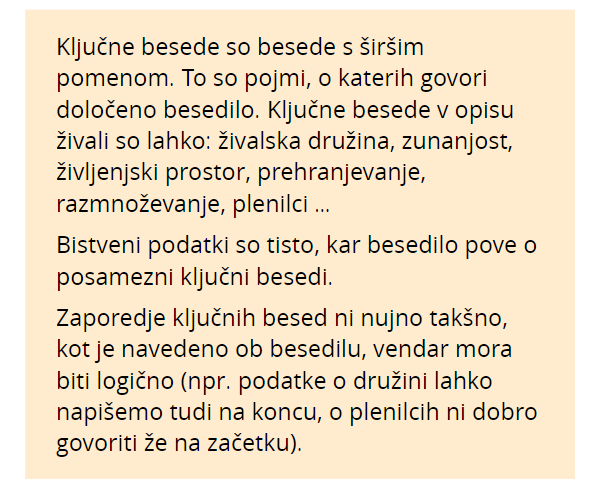 Ključne besede so besede s širšim
pomenom. To so pojmi, o katerih govori
določeno besedilo. Ključne besede v opisu
živali so lahko: živalska družina, zunanjost,
življenjski prostor, prehranjevanje,
razmnoževanje, plenilci ...
Bistveni podatki so tisto, kar besedilo pove o
posamezni ključni besedi.
Zaporedje ključnih besed ni nujno takšno,
kot je navedeno ob besedilu, vendar mora
biti logično (npr. podatke o družini lahko
napišemo tudi na koncu, o plenilcih ni dobro
govoriti že na začetku).